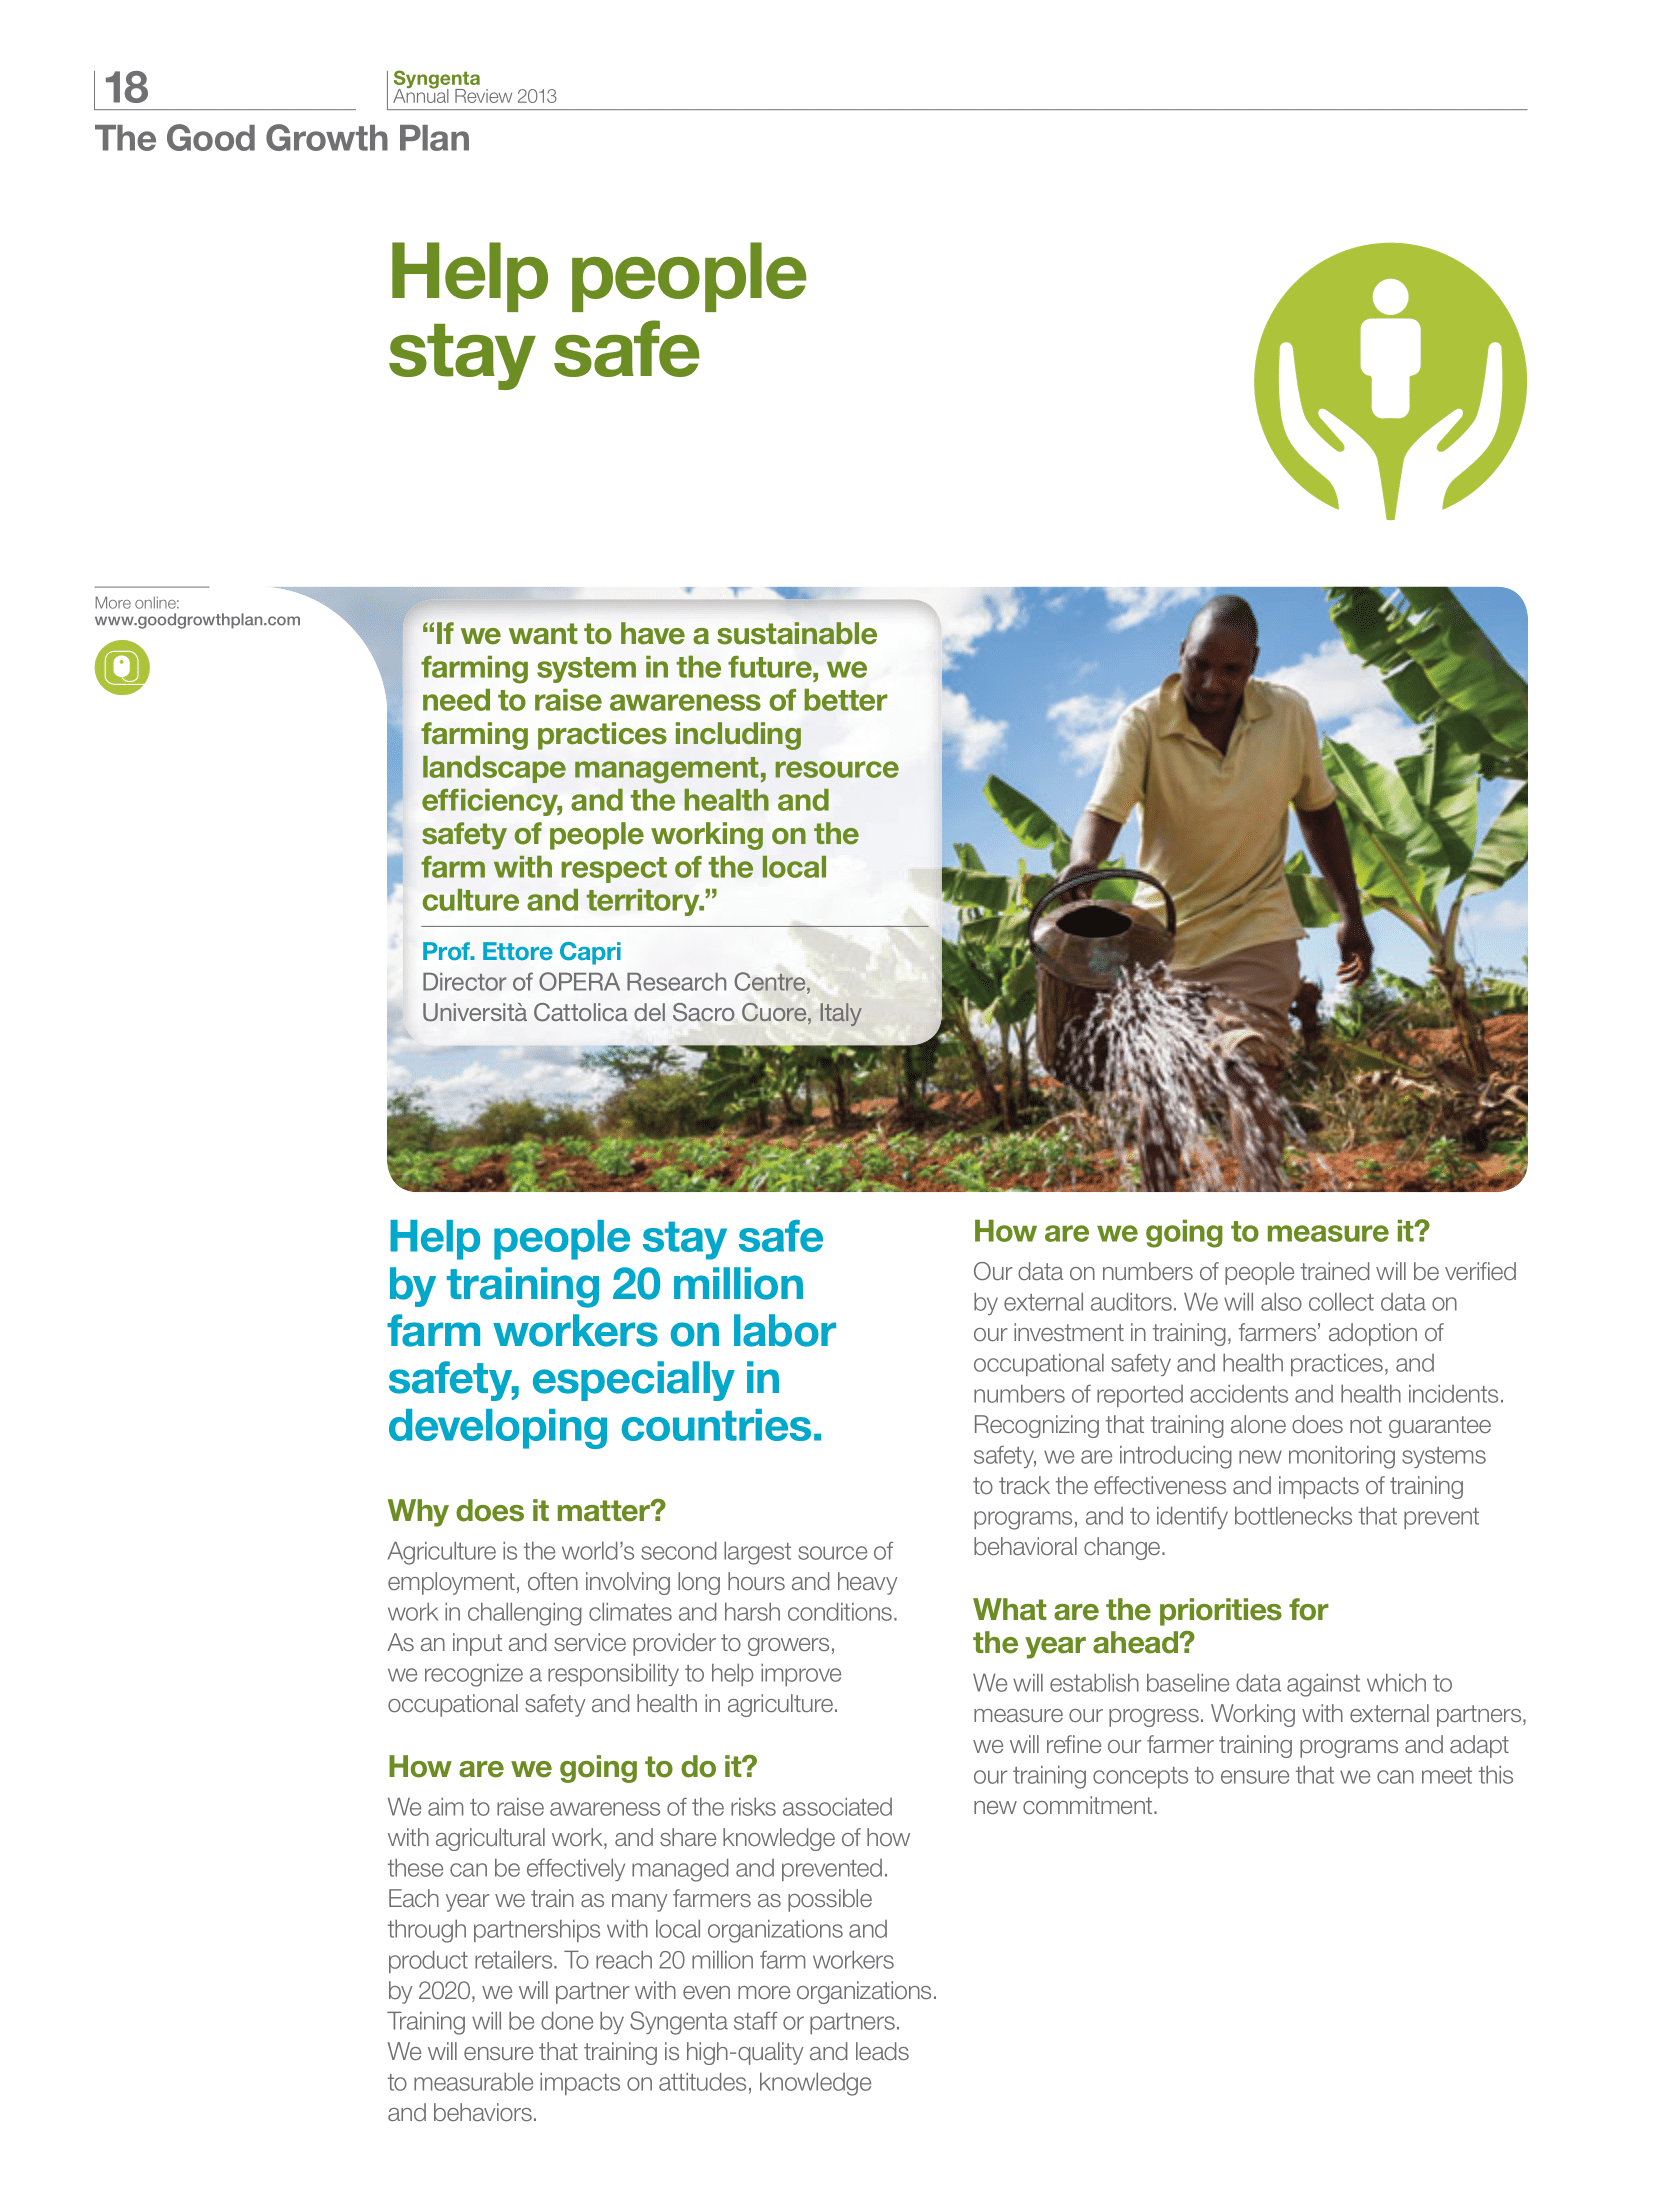 18
Syngenta
Annual Review 2013
The Good Growth Plan
Help people
stay safe
More online:
www.goodgrowthplan.com
“If we want to have a sustainable
farming system in the future, we
need to raise awareness of better
farming practices including
landscape management, resource
efficiency, and the health and
safety of people working on the
farm with respect of the local
culture and territory.”
Prof. Ettore Capri
Director of OPERA Research Centre,
Università Cattolica del Sacro Cuore, Italy
Help people stay safe
by training 20 million
farm workers on labor
safety, especially in
developing countries.
Why does it matter?
Agriculture is the world’s second largest source of
employment, often involving long hours and heavy
work in challenging climates and harsh conditions.
As an input and service provider to growers,
we recognize a responsibility to help improve
occupational safety and health in agriculture.
How are we going to do it?
We aim to raise awareness of the risks associated
with agricultural work, and share knowledge of how
these can be effectively managed and prevented.
Each year we train as many farmers as possible
through partnerships with local organizations and
product retailers. To reach 20 million farm workers
by 2020, we will partner with even more organizations.
Training will be done by Syngenta staff or partners.
We will ensure that training is high-quality and leads
to measurable impacts on attitudes, knowledge
and behaviors.
How are we going to measure it?
Our data on numbers of people trained will be verified
by external auditors. We will also collect data on
our investment in training, farmers’ adoption of
occupational safety and health practices, and
numbers of reported accidents and health incidents.
Recognizing that training alone does not guarantee
safety, we are introducing new monitoring systems
to track the effectiveness and impacts of training
programs, and to identify bottlenecks that prevent
behavioral change.
What are the priorities for
the year ahead?
We will establish baseline data against which to
measure our progress. Working with external partners,
we will refine our farmer training programs and adapt
our training concepts to ensure that we can meet this
new commitment.